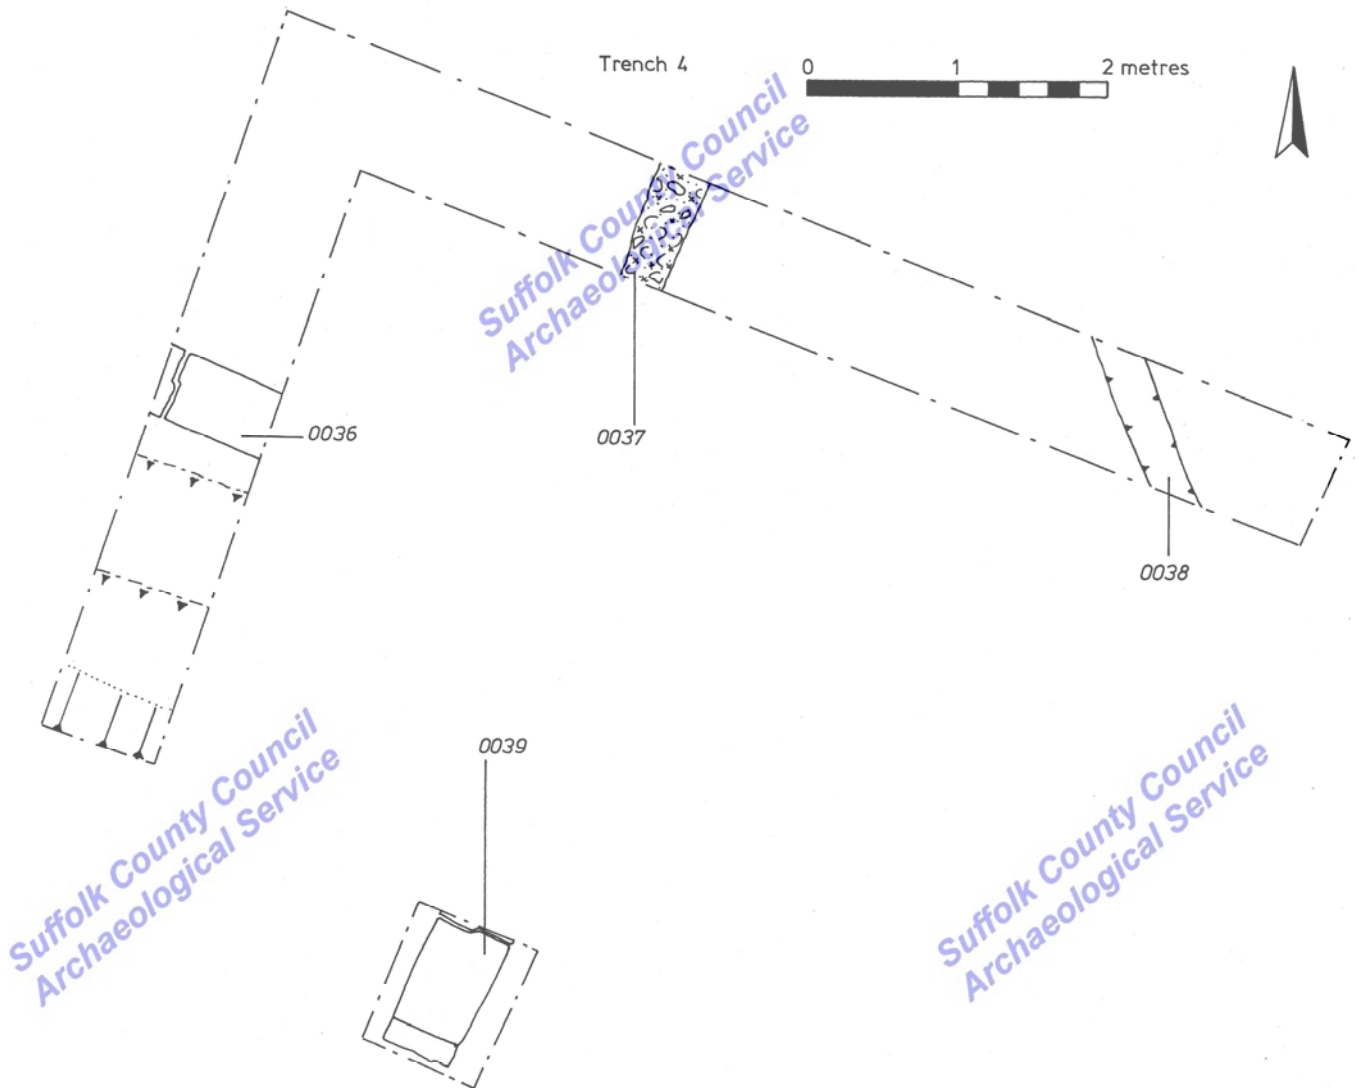 Trench 4
0 1 2 metres
Suffolk County Council
Archaeological Service
0036
0037
0038
0039
Suffolk County Council
Archaeological Service
Suffolk County Council
Archaeological Service